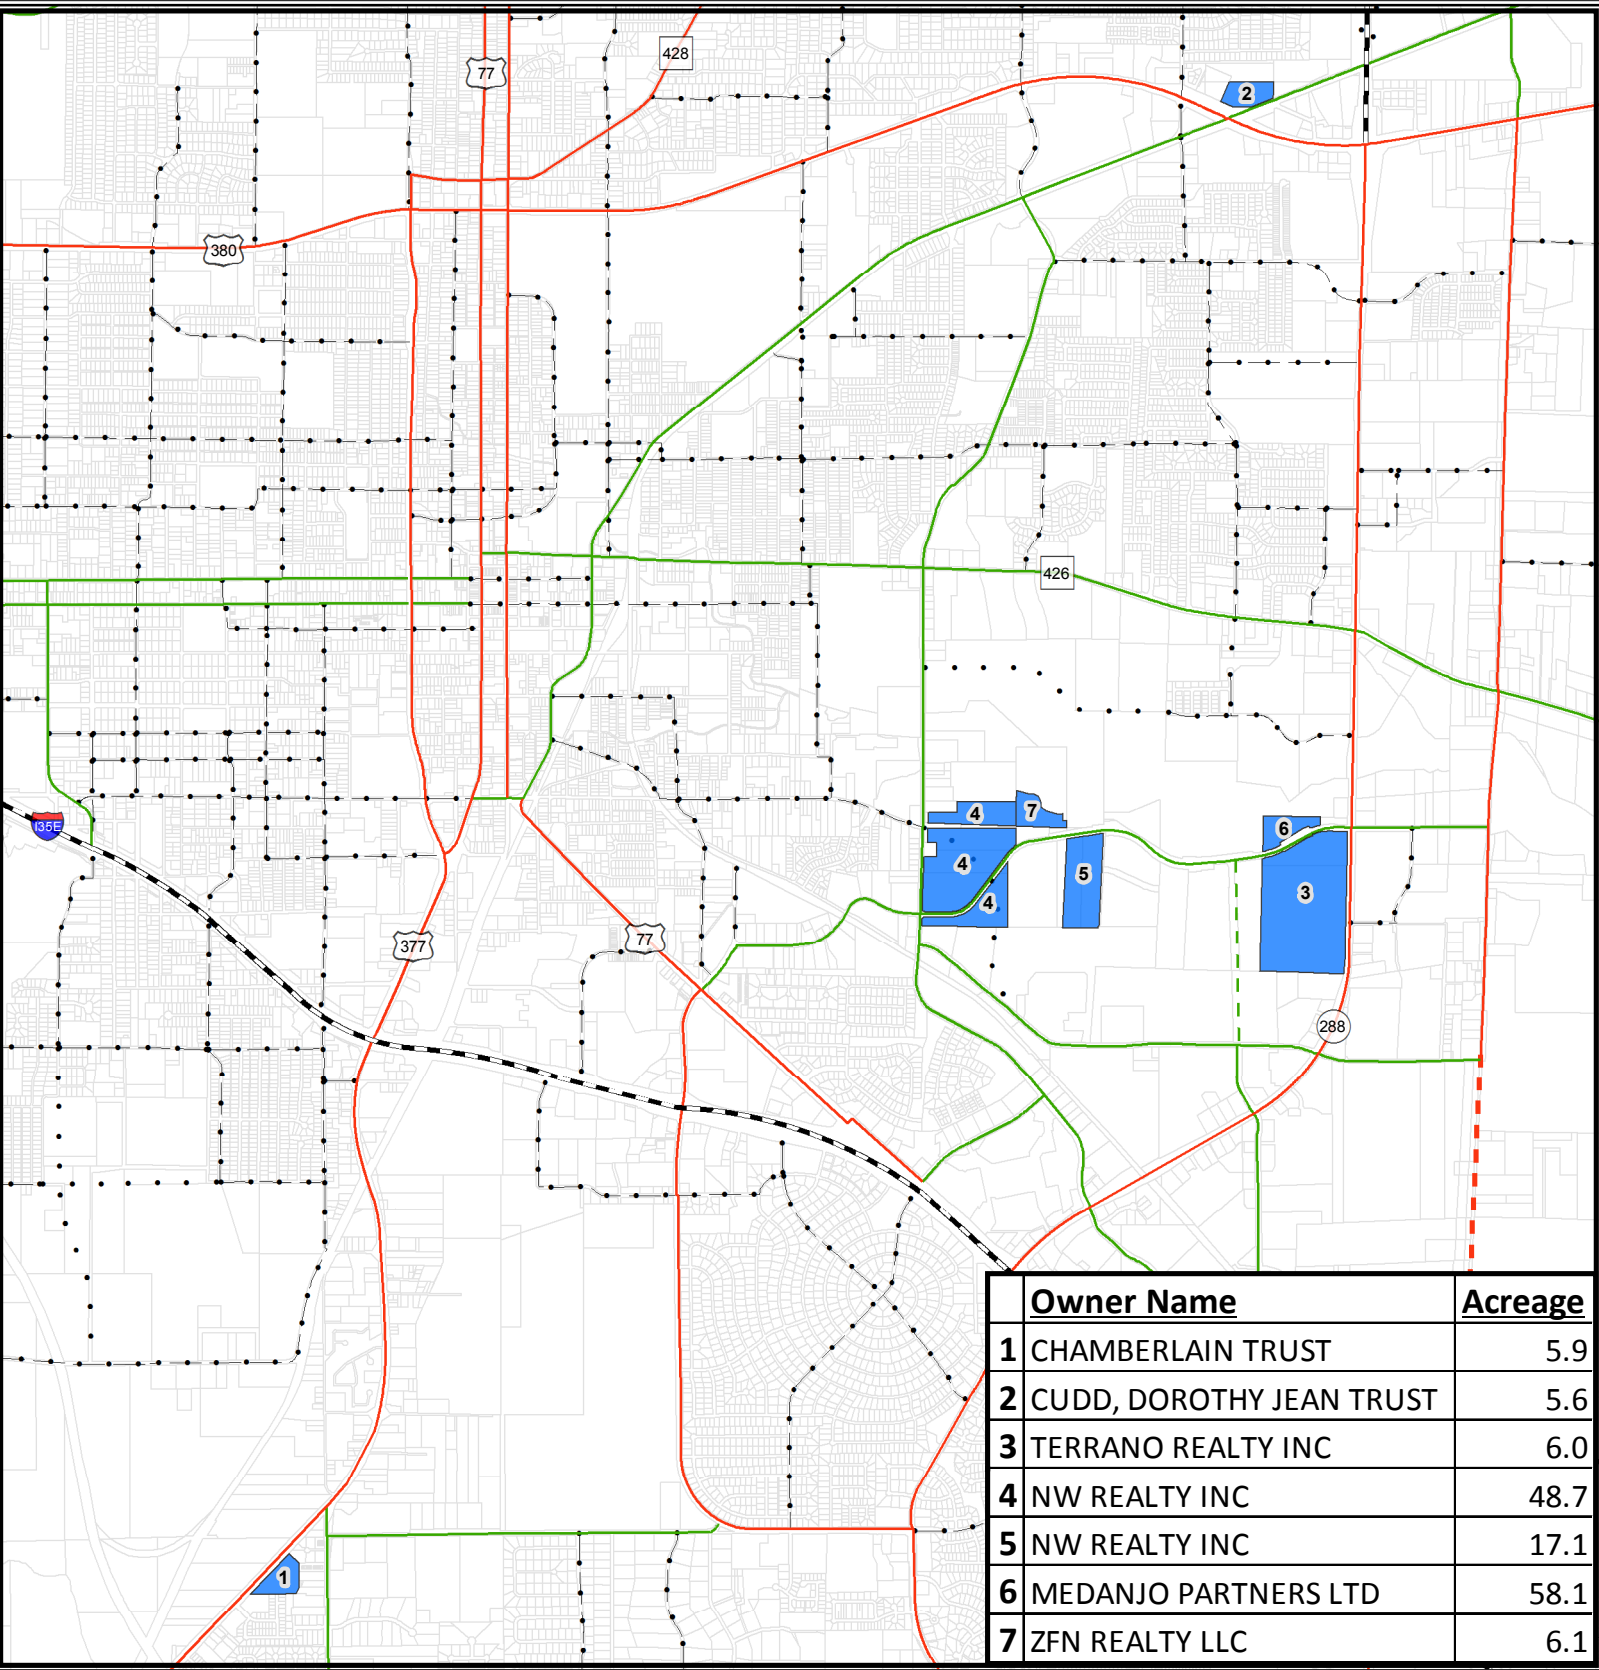 77
428
2
380
426
4
7
6
I35E
4
5
3
4
377
77
288
1
Owner Name Acreage
1 CHAMBERLAIN TRUST 5.9
2 CUDD, DOROTHY JEAN TRUST 5.6
3 TERRANO REALTY INC 6.0
4 NW REALTY INC 48.7
5 NW REALTY INC 17.1
6 MEDANJO PARTNERS LTD 58.1
7 ZFN REALTY LLC 6.1